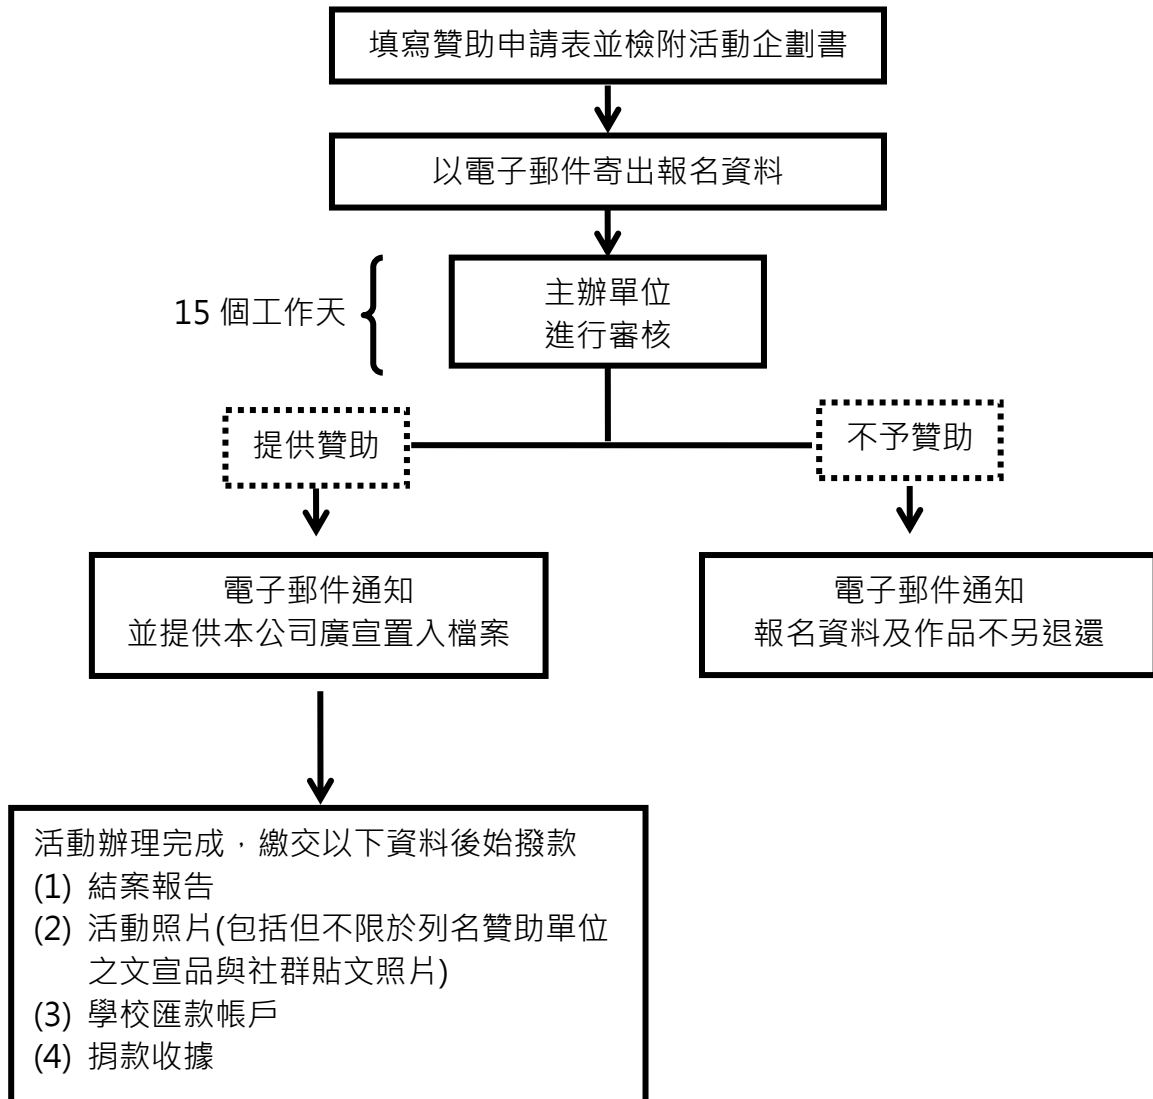 填寫贊助申請表並檢附活動企劃書
以電子郵件寄出報名資料
主辦單位
進行審核
15 個工作天
提供贊助
不予贊助
電子郵件通知
並提供本公司廣宣置入檔案
電子郵件通知
報名資料及作品不另退還
活動辦理完成，繳交以下資料後始撥款
(1) 結案報告
(2) 活動照片(包括但不限於列名贊助單位
之文宣品與社群貼文照片)
(3) 學校匯款帳戶
(4) 捐款收據